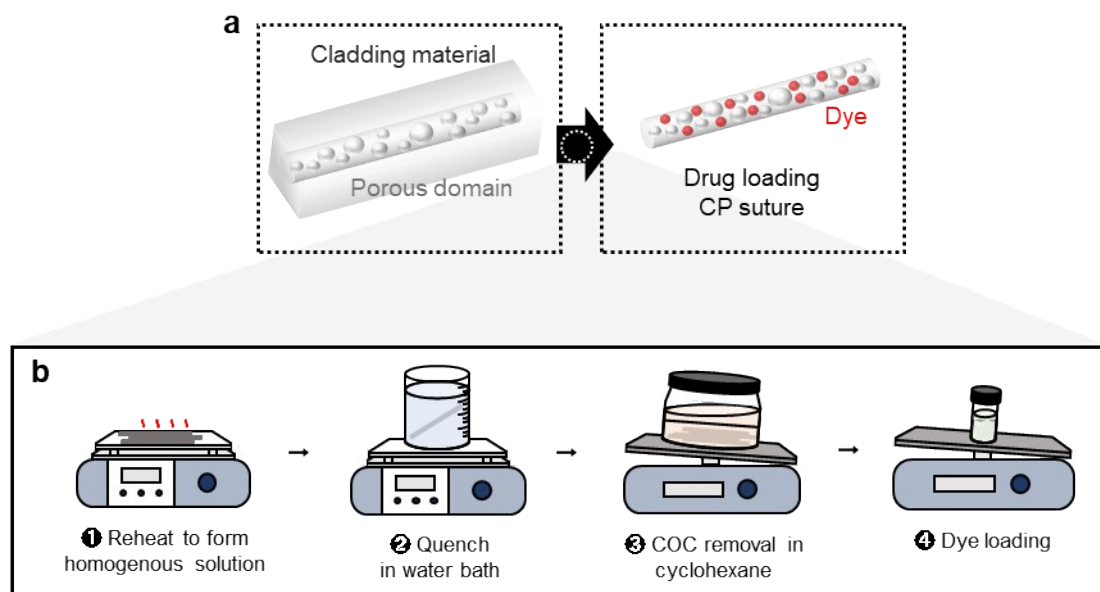 a
Cladding material
Porous domain
Dye
Drug loading
CP suture
b
❶ Reheat to form
homogenous solution
❷ Quench
in water bath
❸ COC removal in
cyclohexane
❹ Dye loading